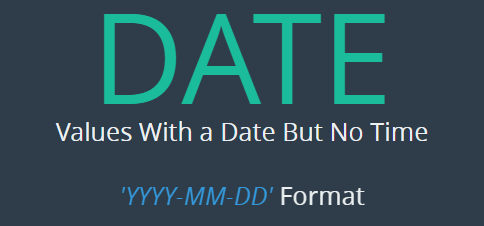 DATE
Values With a Date But No Time
'YYYY-MM-DD' Format